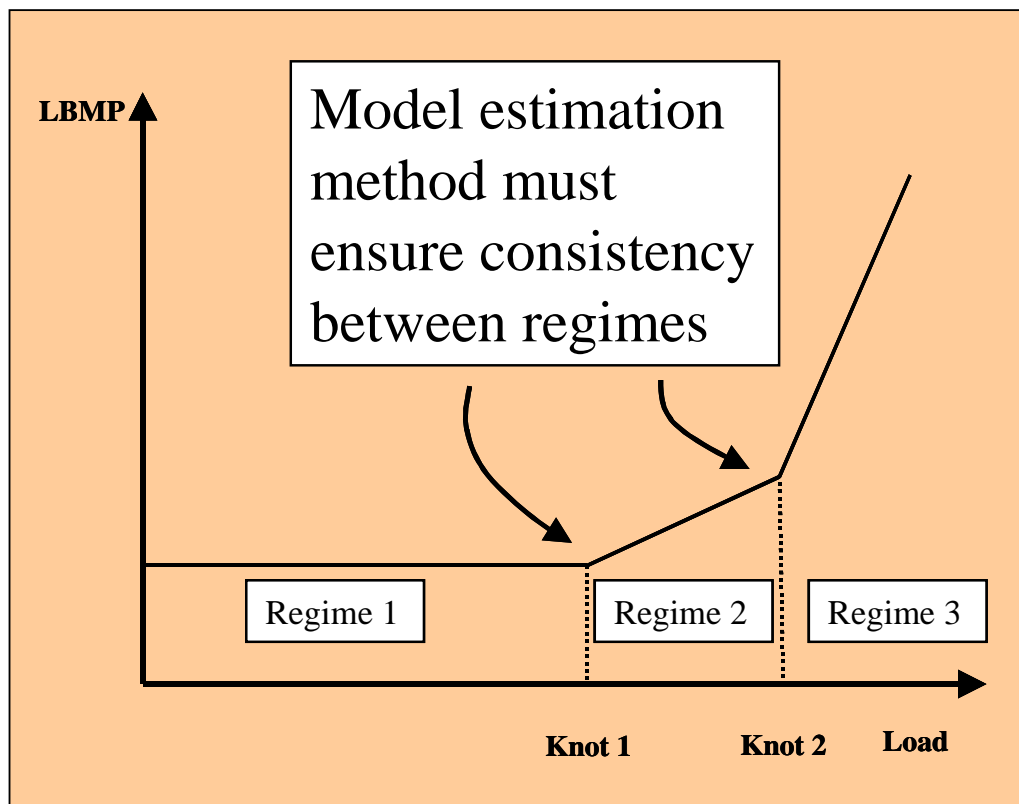 LBMP
Model estimation
method must
ensure consistency
between regimes
Regime 1
Regime 2
Regime 3
Knot 1
Knot 2
Load